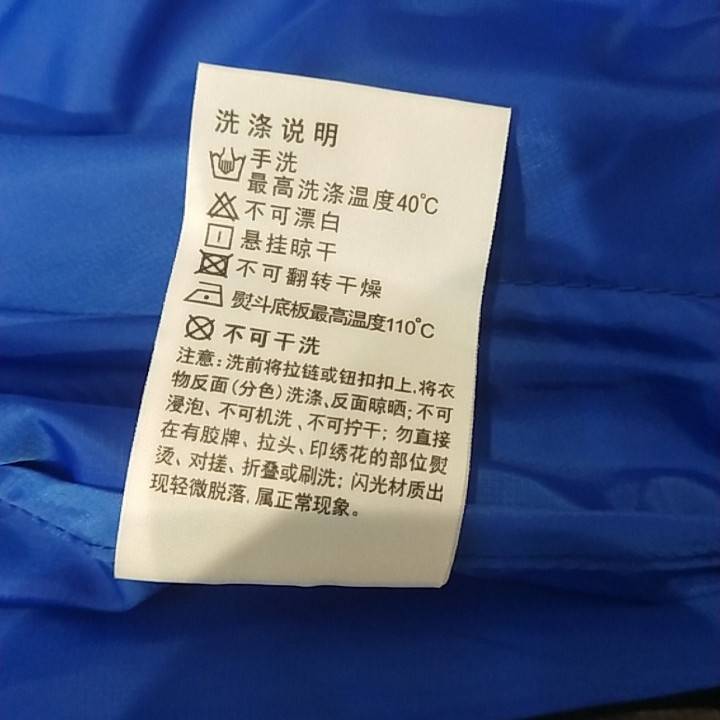 洗涤说明
手洗
最高洗涤温度40℃
不可漂白
悬挂晾干
不可翻转干燥
熨斗底板最高温度110℃
不可干洗
注意:洗前将拉链或钮扣扣上,将衣
物反面(分色)洗涤、反面晾晒;不可
浸泡、不可机洗、不可拧干;勿直接
在有胶牌、拉头、印绣花的部位熨
烫、对搓、折叠或刷洗;闪光材质出
现轻微脱落,属正常现象。